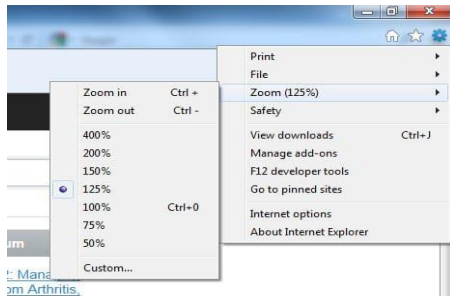 Print
File
Zoom (125%)
Safety
View downloads Ctrl+J
Manage add-ons
F12 developer tools
Go to pinned sites
Internet options
About Internet Explorer
Zoom in Ctrl +
Zoom out Ctrl -
400%
200%
150%
125%
100% Ctrl+0
75%
50%
Custom...
um
Mana
om Arthritis,